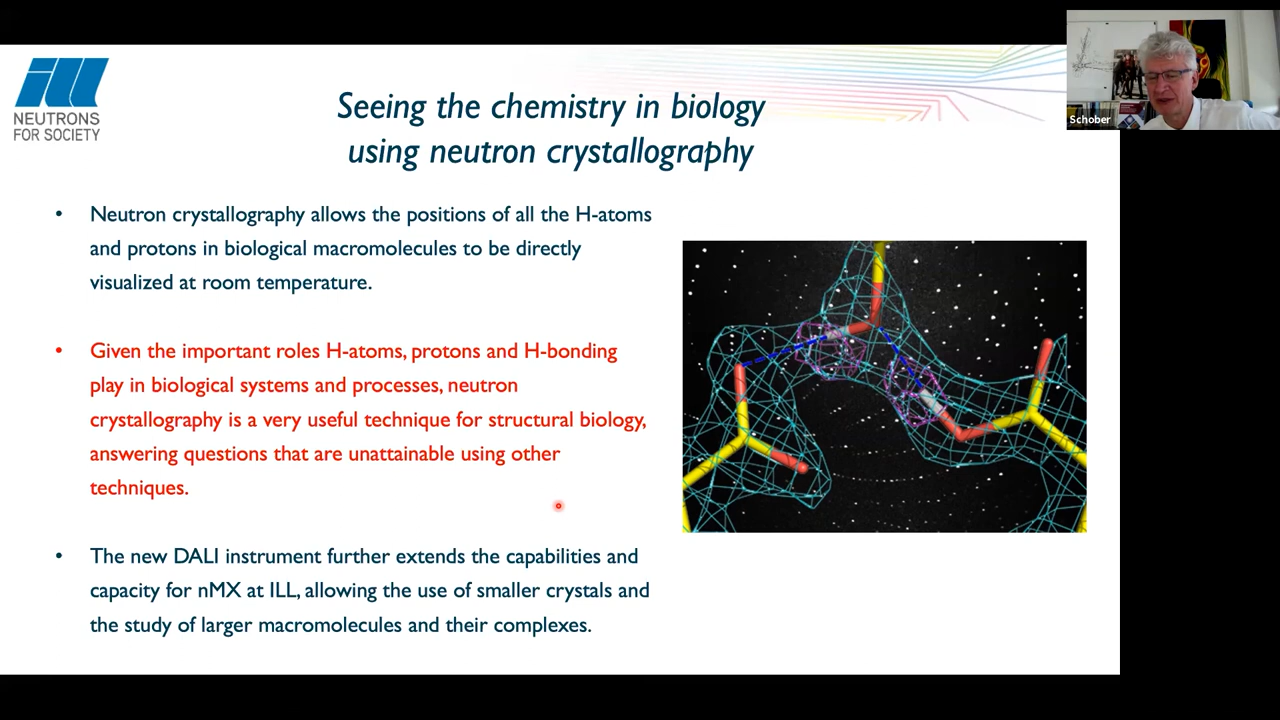 ill
NEUTRONS
FOR SOCIETY
Seeing the chemistry in biology
using neutron crystallography
Schober
• Neutron crystallography allows the positions of all the H-atoms
and protons in biological macromolecules to be directly
visualized at room temperature.
• Given the important roles H-atoms, protons and H-bonding
play in biological systems and processes, neutron
crystallography is a very useful technique for structural biology,
answering questions that are unattainable using other
techniques.
• The new DALI instrument further extends the capabilities and
capacity for nMX at ILL, allowing the use of smaller crystals and
the study of larger macromolecules and their complexes.